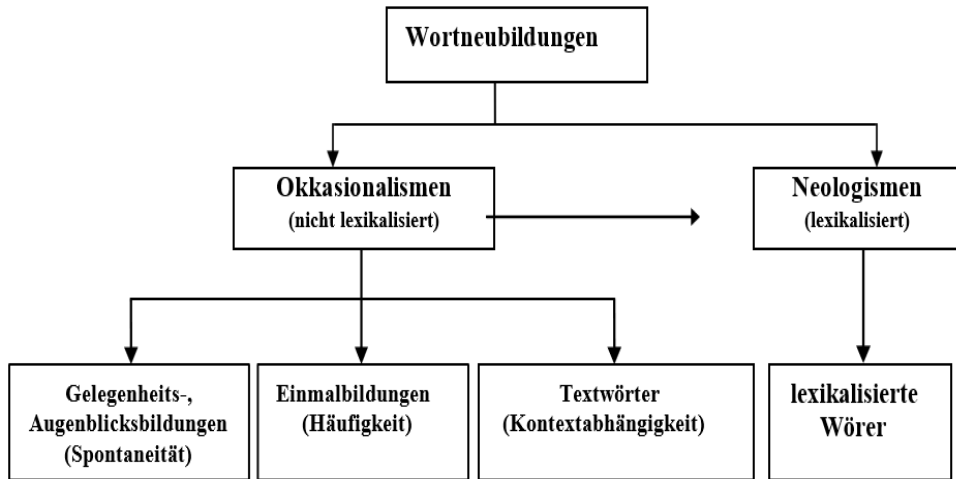 Wortneubildungen
Okkasionalismen
(nicht lexikalisiert)
Neologismen
(lexikalisiert)
Gelegenheits-,
Augenblicksbildungen
(Spontaneität)
Einmalbildungen
(Häufigkeit)
Textwörter
(Kontextabhängigkeit)
lexikalisierte
Wörer